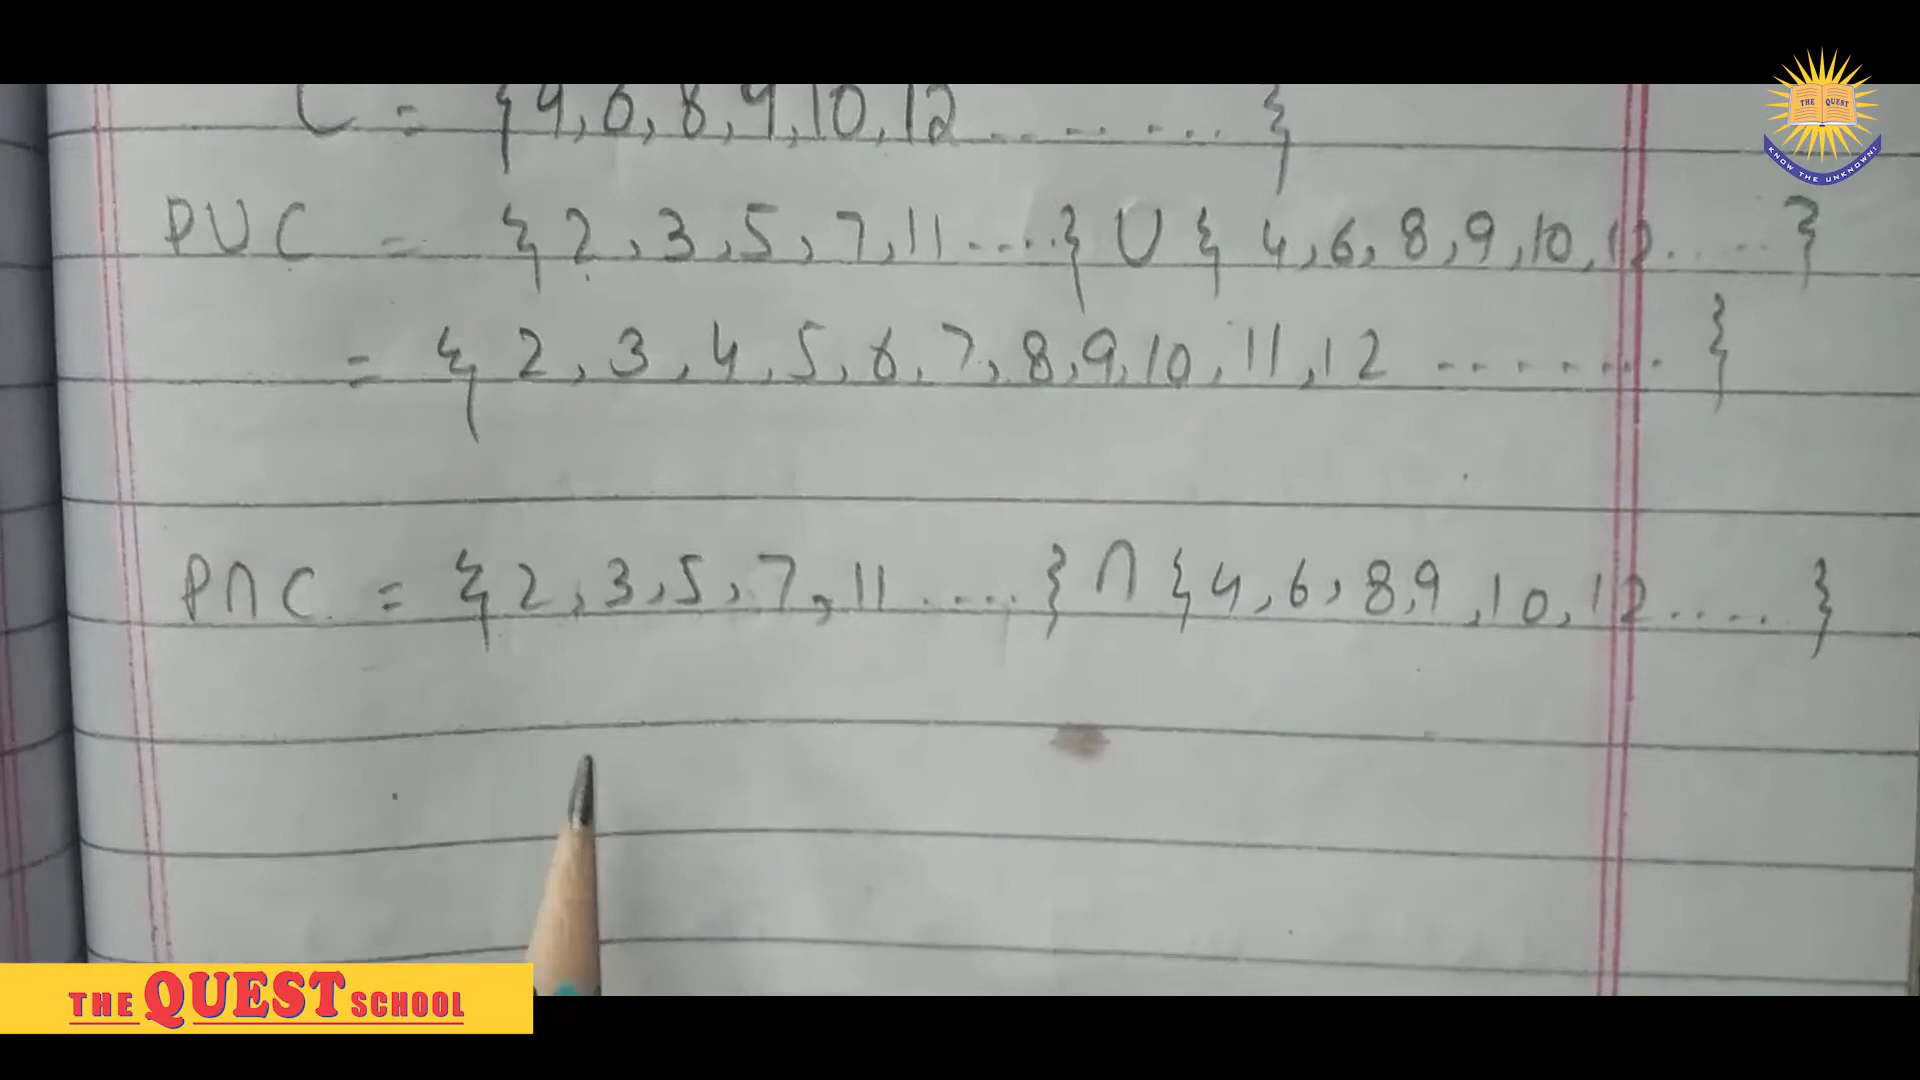 C = {4,6,8,9,10,12........}
PUC = {2,3,5,7,11....} U {4,6,8,9,10,12.....}
= {2,3,4,5,6,7,8,9,10,11,12.......}
P∩C = {2,3,5,7,11....} ∩ {4,6,8,9,10,12....}
THE QUEST
KNOW THE UNKNOWN!
THE QUEST SCHOOL